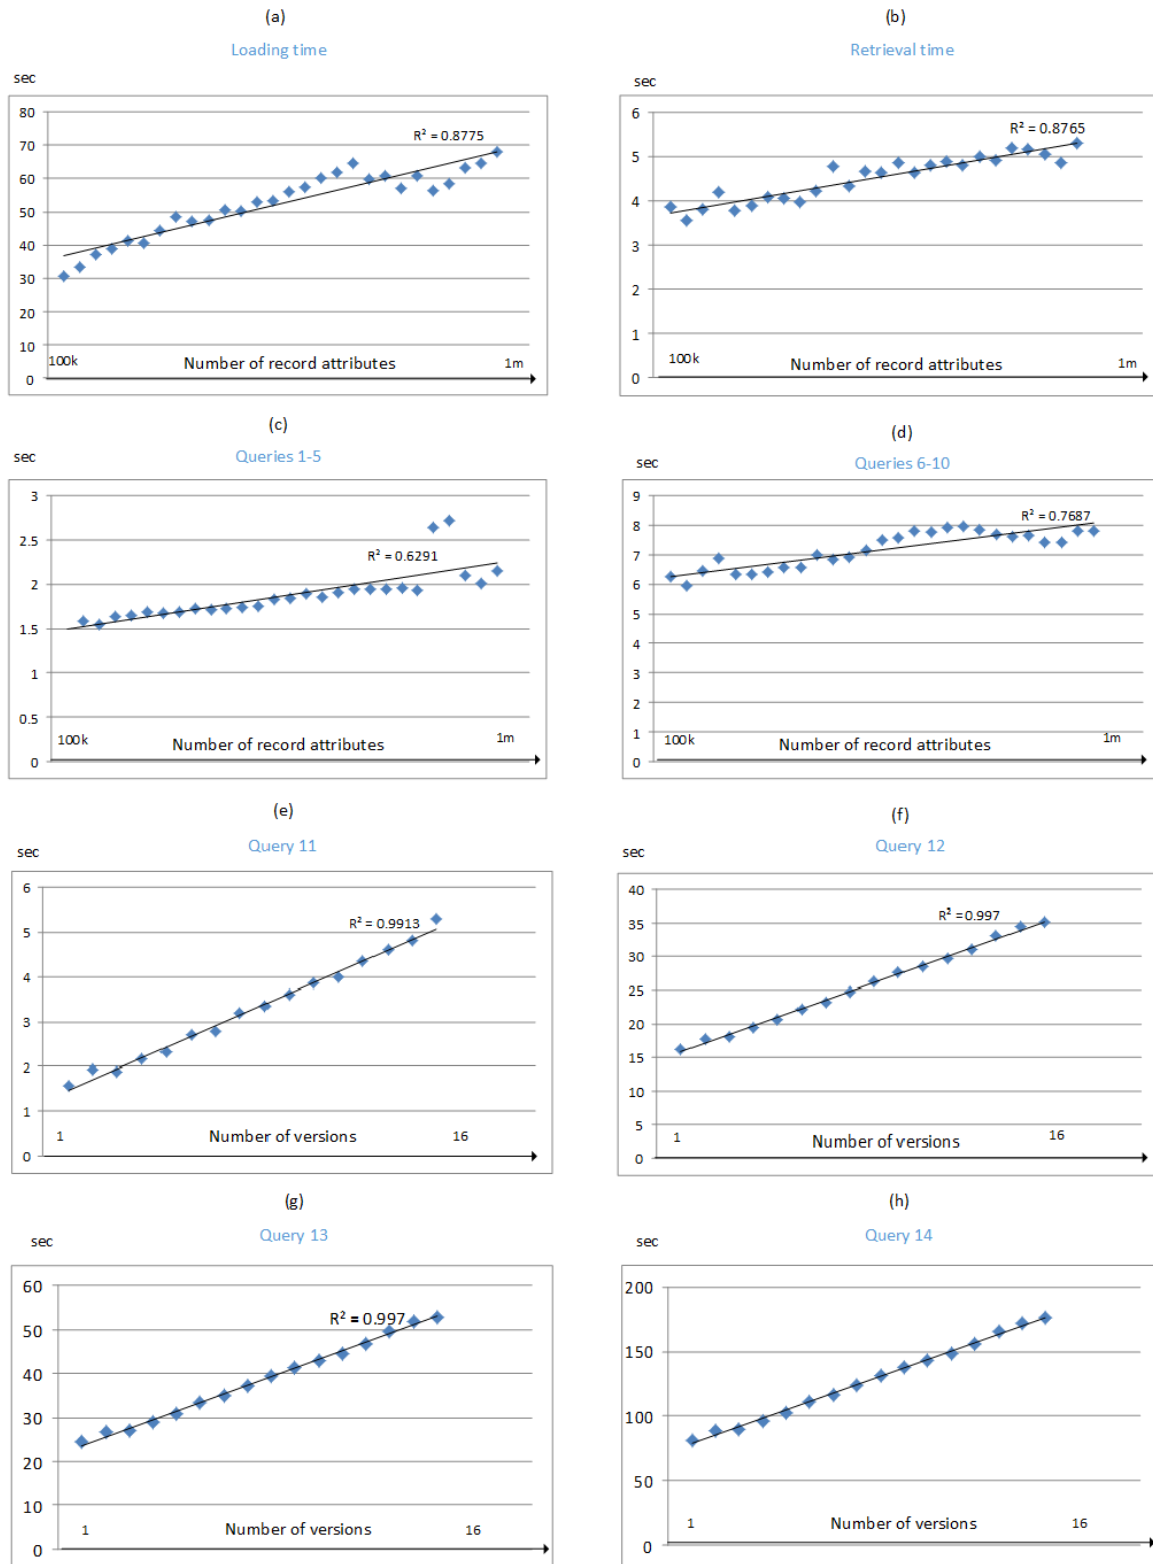 (a)
Loading time
sec
80
70
60
50
40
30
20
10
0
R² = 0.8775
100k
Number of record attributes
1m
(b)
Retrieval time
sec
6
5
4
3
2
1
0
R² = 0.8765
100k
Number of record attributes
1m
(c)
Queries 1-5
sec
3
2.5
2
1.5
1
0.5
0
R² = 0.6291
100k
Number of record attributes
1m
(d)
Queries 6-10
sec
9
8
7
6
5
4
3
2
1
0
R² = 0.7687
100k
Number of record attributes
1m
(e)
Query 11
sec
6
5
4
3
2
1
0
R² = 0.9913
1
Number of versions
16
(f)
Query 12
sec
40
35
30
25
20
15
10
5
0
R² = 0.997
1
Number of versions
16
(g)
Query 13
sec
60
50
40
30
20
10
0
R² = 0.997
1
Number of versions
16
(h)
Query 14
sec
200
150
100
50
0
1
Number of versions
16